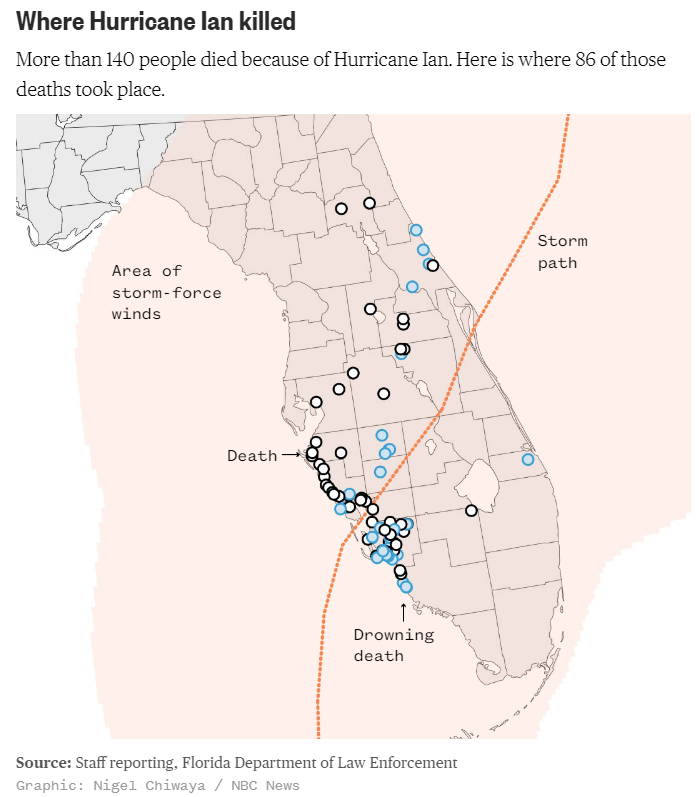 Where Hurricane Ian killed
More than 140 people died because of Hurricane Ian. Here is where 86 of those
deaths took place.
Storm
path
Area of
storm-force
winds
Death
Drowning
death
Source: Staff reporting, Florida Department of Law Enforcement
Graphic: Nigel Chiwaya / NBC News